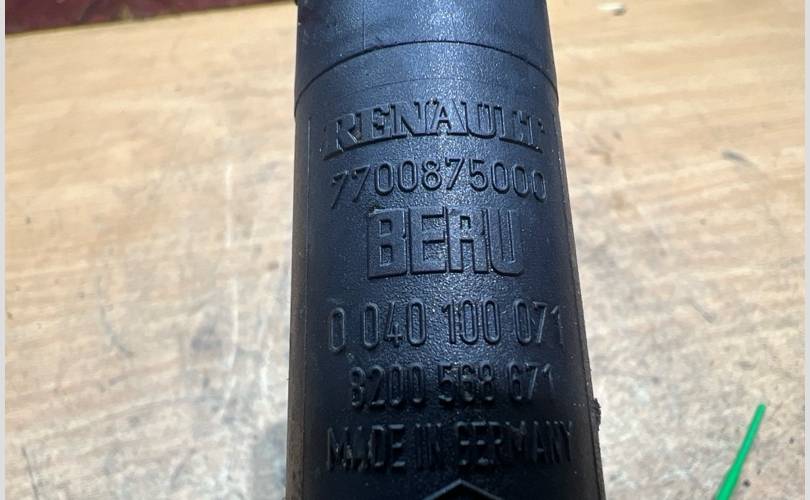 RENAULT
7700875000
BERU
0 040 100 071
8200 568 671
MADE IN GERMANY